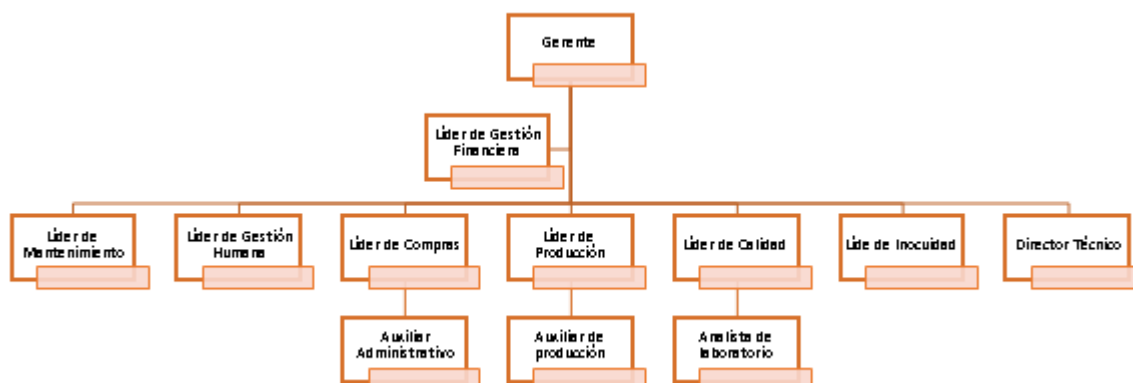 Gerente
Líder de Gestión
Financiera
Líder de
Mantenimiento
Líder de Gestión
Humana
Líder de Compras
Líder de
Producción
Líder de Calidad
Líde de Inocuidad
Director Técnico
Auxiliar
Administrativo
Auxiliar de
producción
Analista de
laboratorio